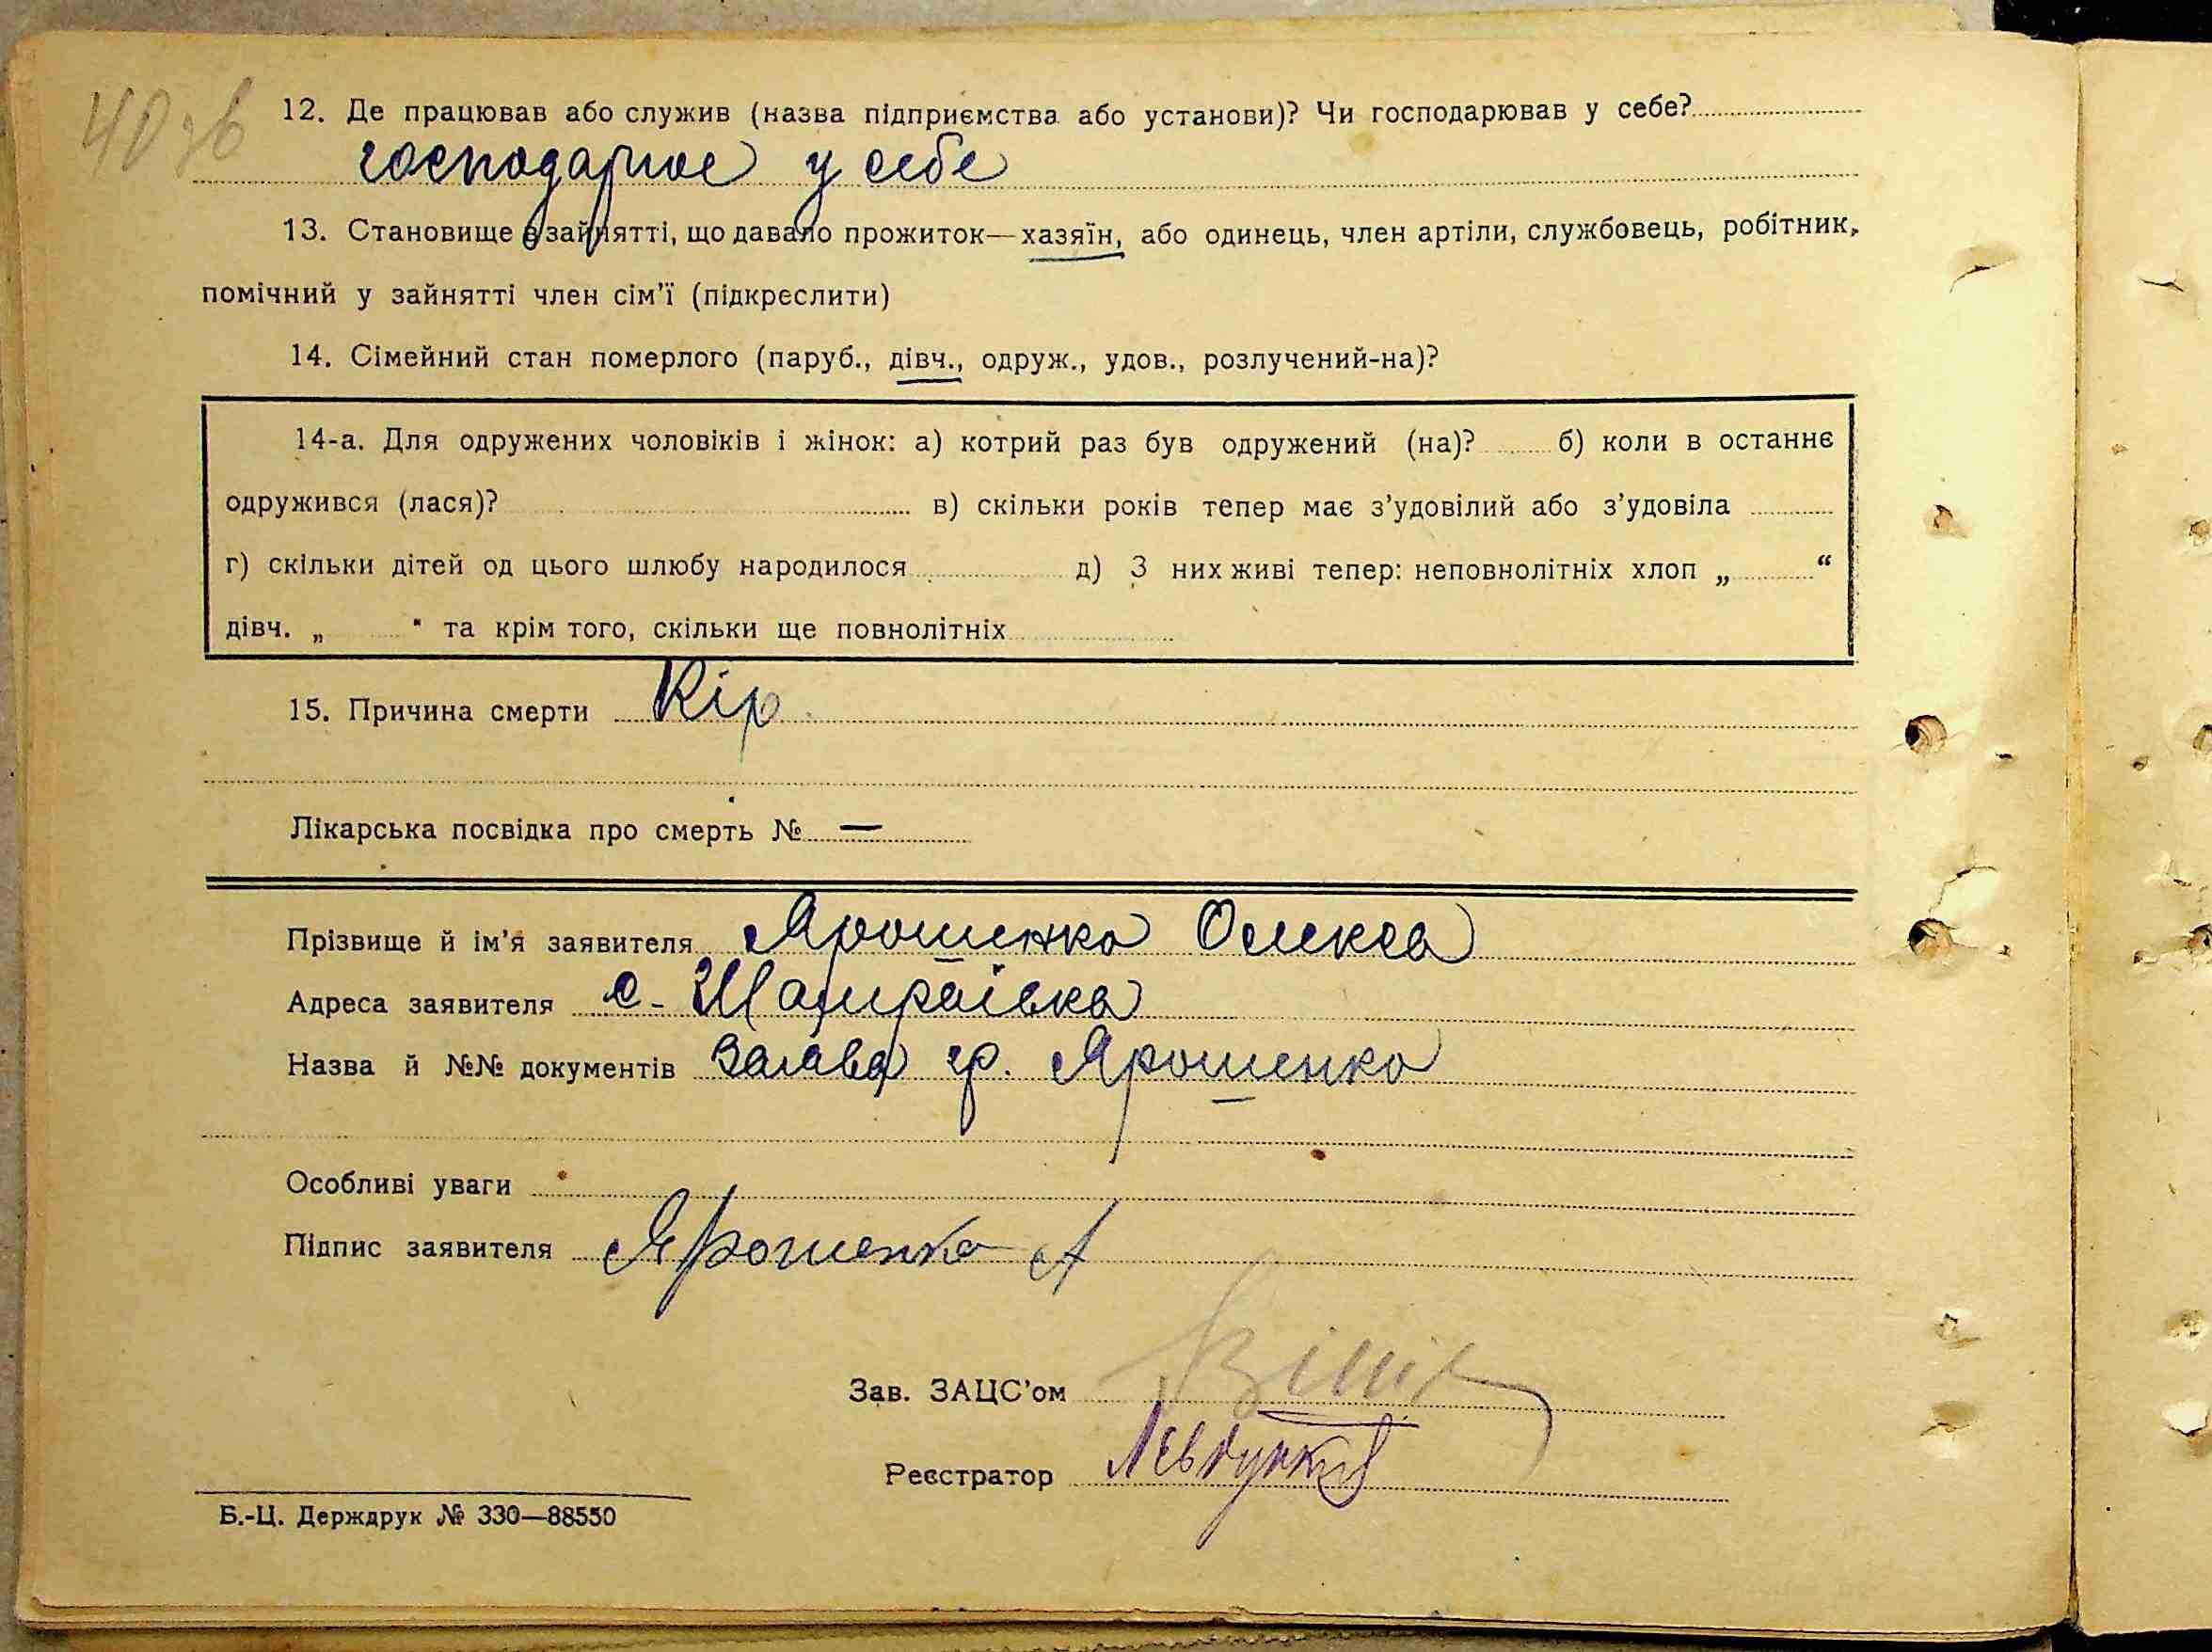 40 зв
12. Де працював або служив (назва підприємства або установи)? Чи господарював у себе?
господарює у себе
13. Становище в зайнятті, що давало прожиток—хазяїн, або одинець, член артіли, службовець, робітник,
помічний у зайнятті член сім'ї (підкреслити)
14. Сімейний стан померлого (паруб., дівч., одруж., удов., розлучений-на)?
14-а. Для одружених чоловіків і жінок: а) котрий раз був одружений (на)? б) коли в останнє
одружився (лася)? в) скільки років тепер має з'удовілий або з'удовіла
г) скільки дітей од цього шлюбу народилося д) З них живі тепер: неповнолітніх хлоп „ “
дівч. „ “ та крім того, скільки ще повнолітніх
15. Причина смерти Кір
Лікарська посвідка про смерть № —
Прізвище й ім'я заявителя Ярошенко Олекса
Адреса заявителя с. Шамраївка
Назва й №№ документів Заява гр. Ярошенко
Особливі уваги
Підпис заявителя Ярошенко А
Зав. ЗАЦС'ом
Реєстратор
Б.-Ц. Держдрук № 330—88550